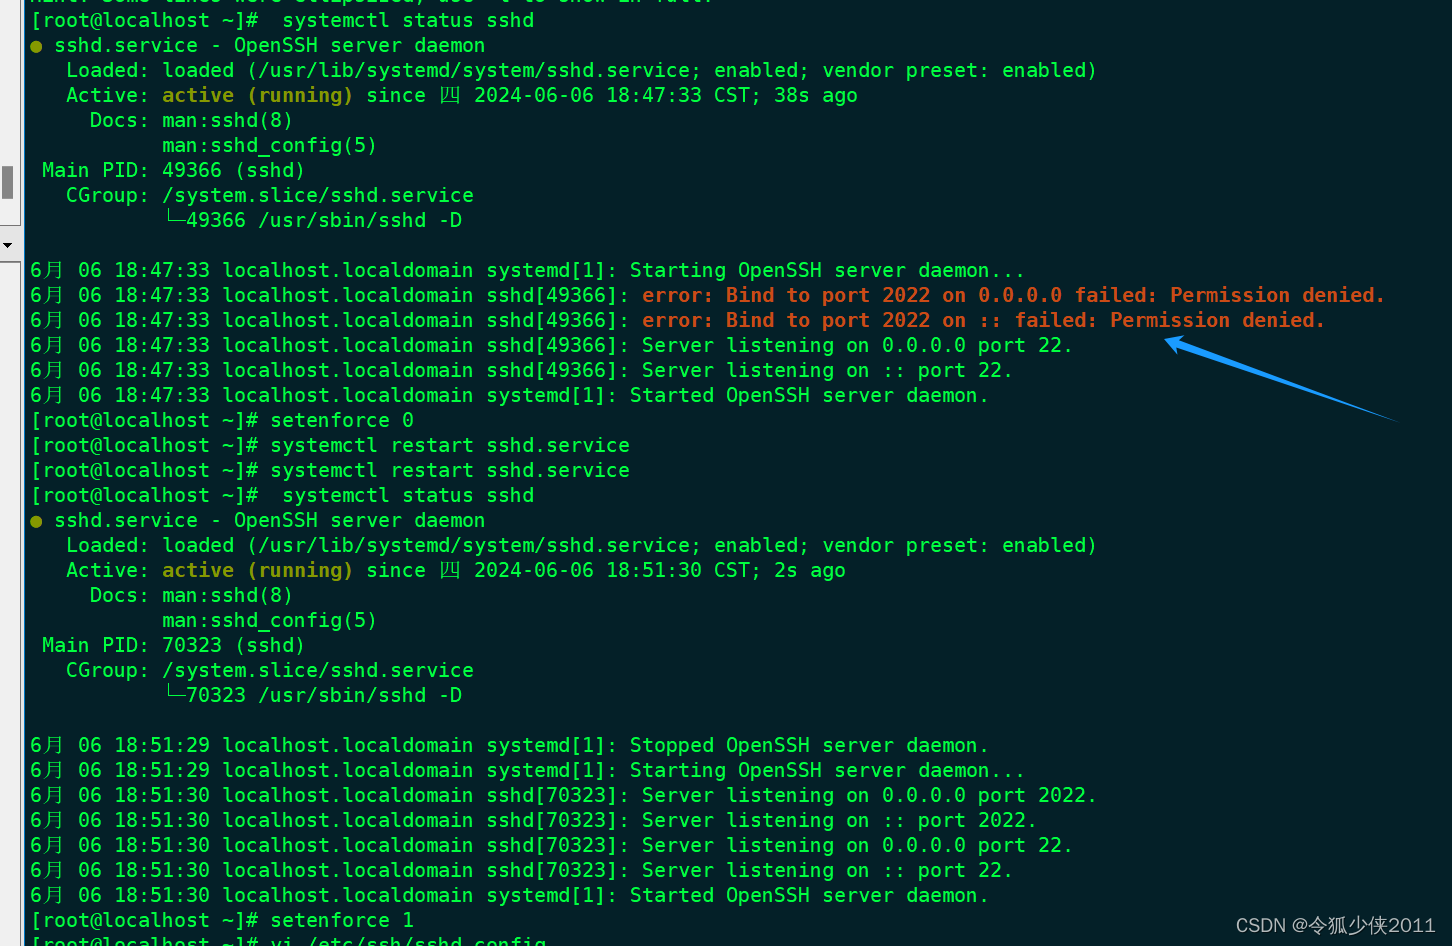 [root@localhost ~]#  systemctl status sshd
● sshd.service - OpenSSH server daemon
   Loaded: loaded (/usr/lib/systemd/system/sshd.service; enabled; vendor preset: enabled)
   Active: active (running) since 四 2024-06-06 18:47:33 CST; 38s ago
     Docs: man:sshd(8)
           man:sshd_config(5)
 Main PID: 49366 (sshd)
   CGroup: /system.slice/sshd.service
           └─49366 /usr/sbin/sshd -D
6月 06 18:47:33 localhost.localdomain systemd[1]: Starting OpenSSH server daemon...
6月 06 18:47:33 localhost.localdomain sshd[49366]: error: Bind to port 2022 on 0.0.0.0 failed: Permission denied.
6月 06 18:47:33 localhost.localdomain sshd[49366]: error: Bind to port 2022 on :: failed: Permission denied.
6月 06 18:47:33 localhost.localdomain sshd[49366]: Server listening on 0.0.0.0 port 22.
6月 06 18:47:33 localhost.localdomain sshd[49366]: Server listening on :: port 22.
6月 06 18:47:33 localhost.localdomain systemd[1]: Started OpenSSH server daemon.
[root@localhost ~]# setenforce 0
[root@localhost ~]# systemctl restart sshd.service
[root@localhost ~]# systemctl restart sshd.service
[root@localhost ~]#  systemctl status sshd
● sshd.service - OpenSSH server daemon
   Loaded: loaded (/usr/lib/systemd/system/sshd.service; enabled; vendor preset: enabled)
   Active: active (running) since 四 2024-06-06 18:51:30 CST; 2s ago
     Docs: man:sshd(8)
           man:sshd_config(5)
 Main PID: 70323 (sshd)
   CGroup: /system.slice/sshd.service
           └─70323 /usr/sbin/sshd -D
6月 06 18:51:29 localhost.localdomain systemd[1]: Stopped OpenSSH server daemon.
6月 06 18:51:29 localhost.localdomain systemd[1]: Starting OpenSSH server daemon...
6月 06 18:51:30 localhost.localdomain sshd[70323]: Server listening on 0.0.0.0 port 2022.
6月 06 18:51:30 localhost.localdomain sshd[70323]: Server listening on :: port 2022.
6月 06 18:51:30 localhost.localdomain sshd[70323]: Server listening on 0.0.0.0 port 22.
6月 06 18:51:30 localhost.localdomain sshd[70323]: Server listening on :: port 22.
6月 06 18:51:30 localhost.localdomain systemd[1]: Started OpenSSH server daemon.
[root@localhost ~]# setenforce 1
[root@localhost ~]# vi /etc/ssh/sshd_config
CSDN @令狐少侠2011